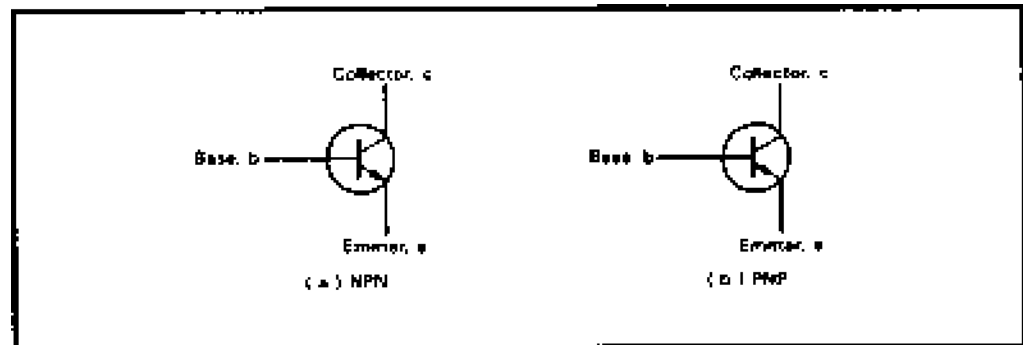 Collector, c
Collector, c
Base, b
Base b
Emitter, e
Emitter, e
( a ) NPN
( b ) PNP